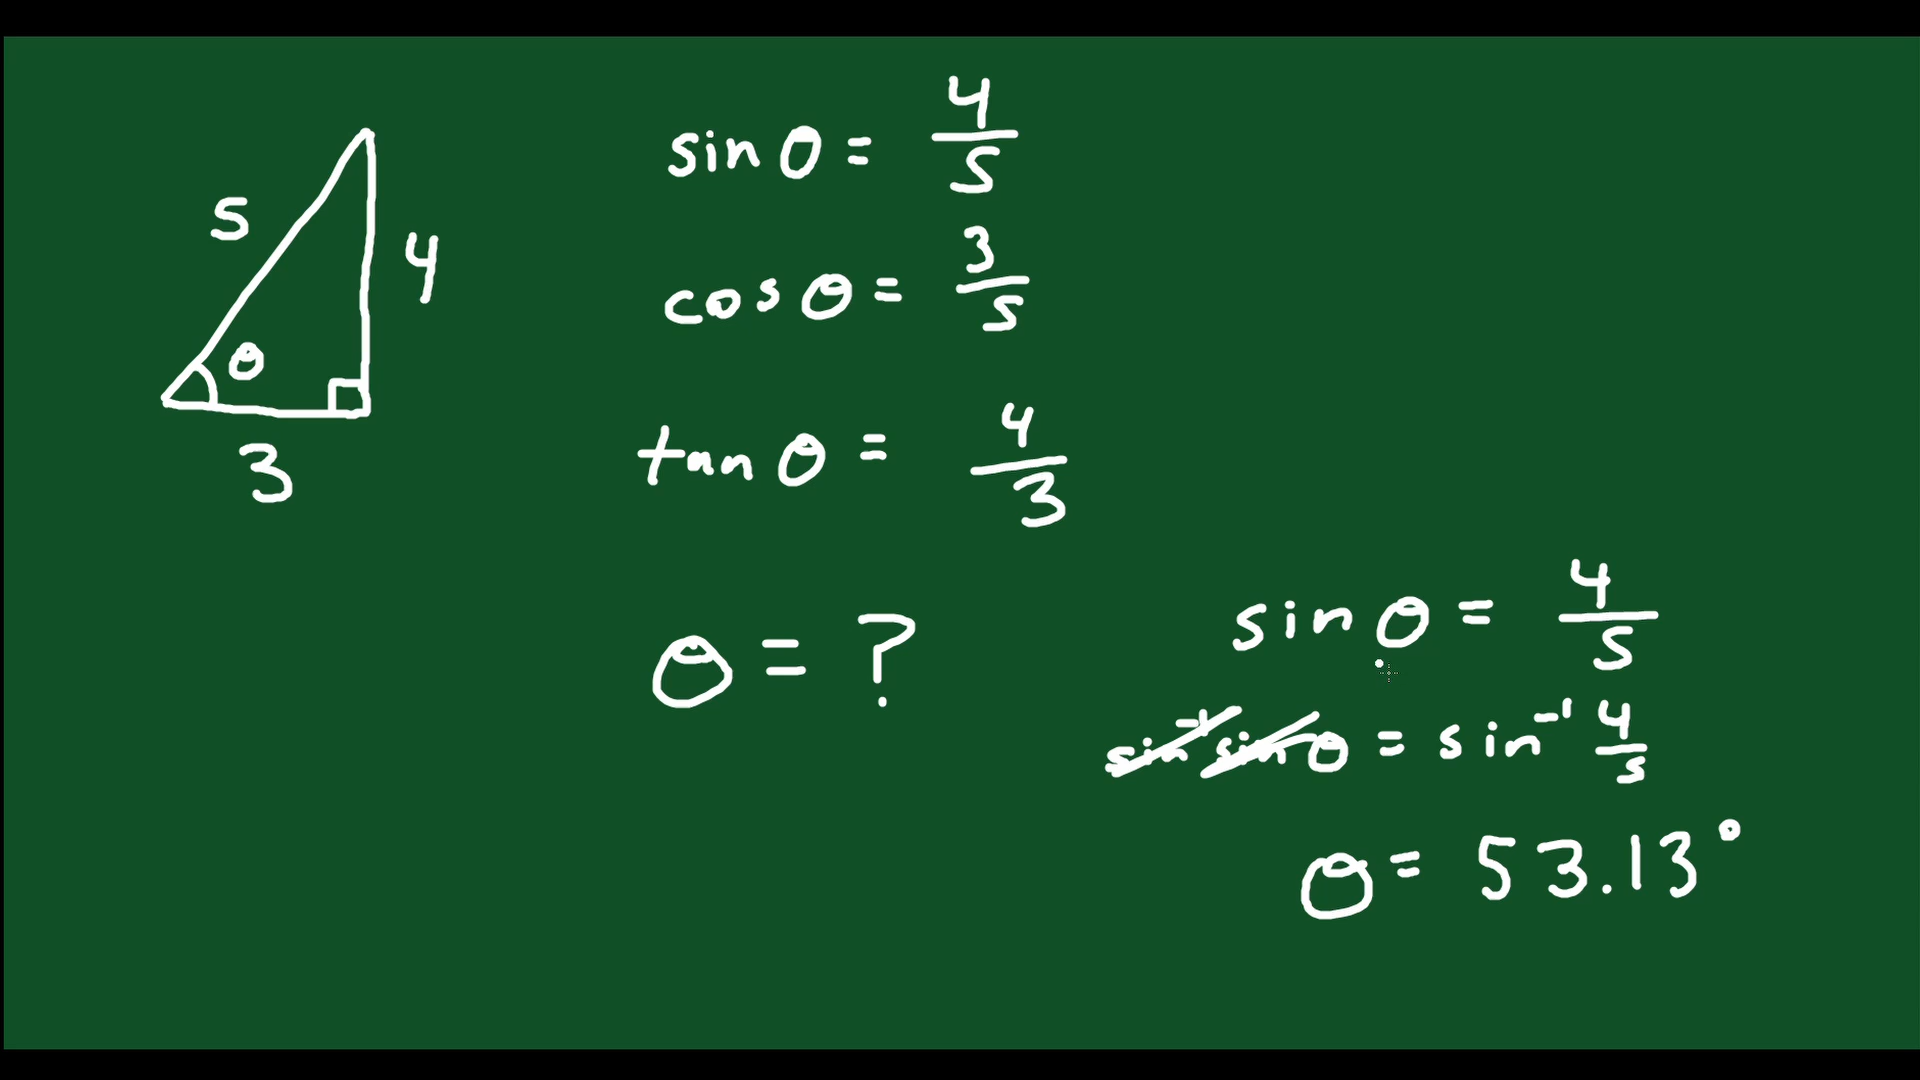 5
4
θ
3
sin θ = 4/5
cos θ = 3/5
tan θ = 4/3
θ = ?
sin θ = 4/5
sin⁻¹ sin θ = sin⁻¹ 4/5
θ = 53.13°